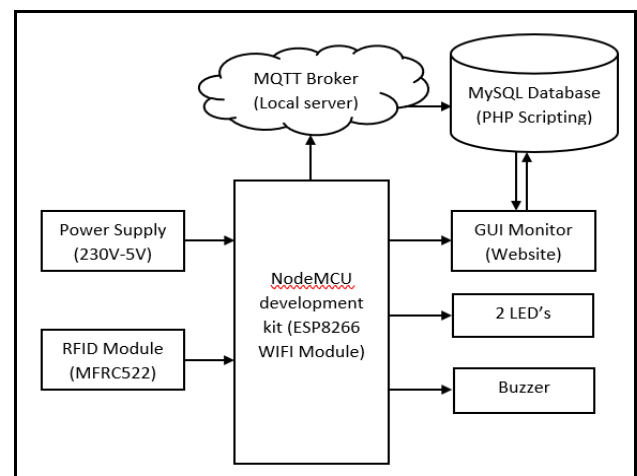 MQTT Broker
(Local server)
MySQL Database
(PHP Scripting)
Power Supply
(230V-5V)
NodeMCU
development
kit (ESP8266
WIFI Module)
GUI Monitor
(Website)
2 LED's
RFID Module
(MFRC522)
Buzzer